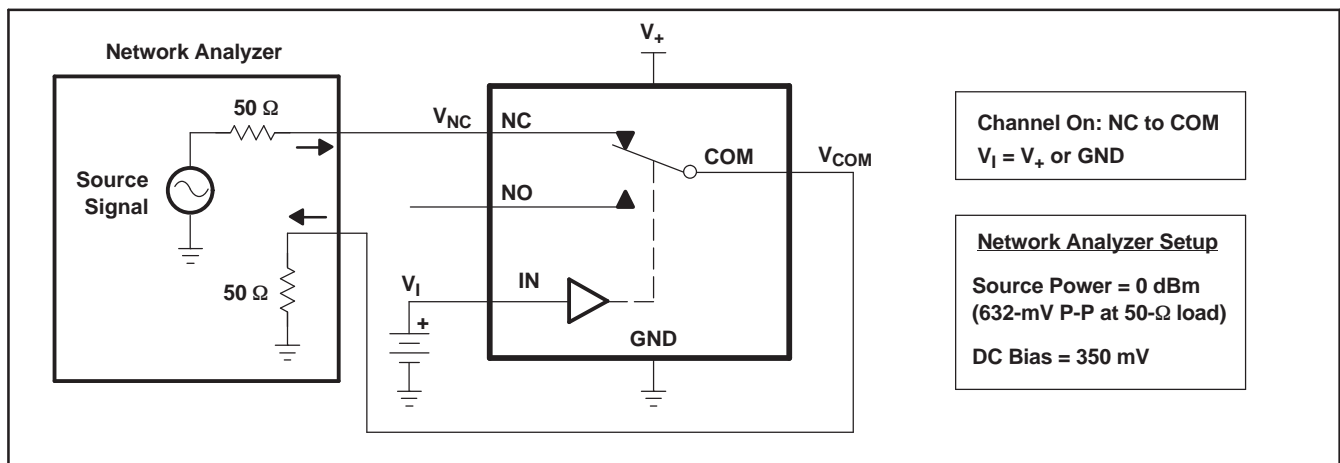 Network Analyzer
50 Ω
Source
Signal
50 Ω
V+
VNC
NC
COM
VCOM
NO
VI
IN
+
GND
Channel On: NC to COM
VI = V+ or GND
Network Analyzer Setup
Source Power = 0 dBm
(632-mV P-P at 50-Ω load)
DC Bias = 350 mV